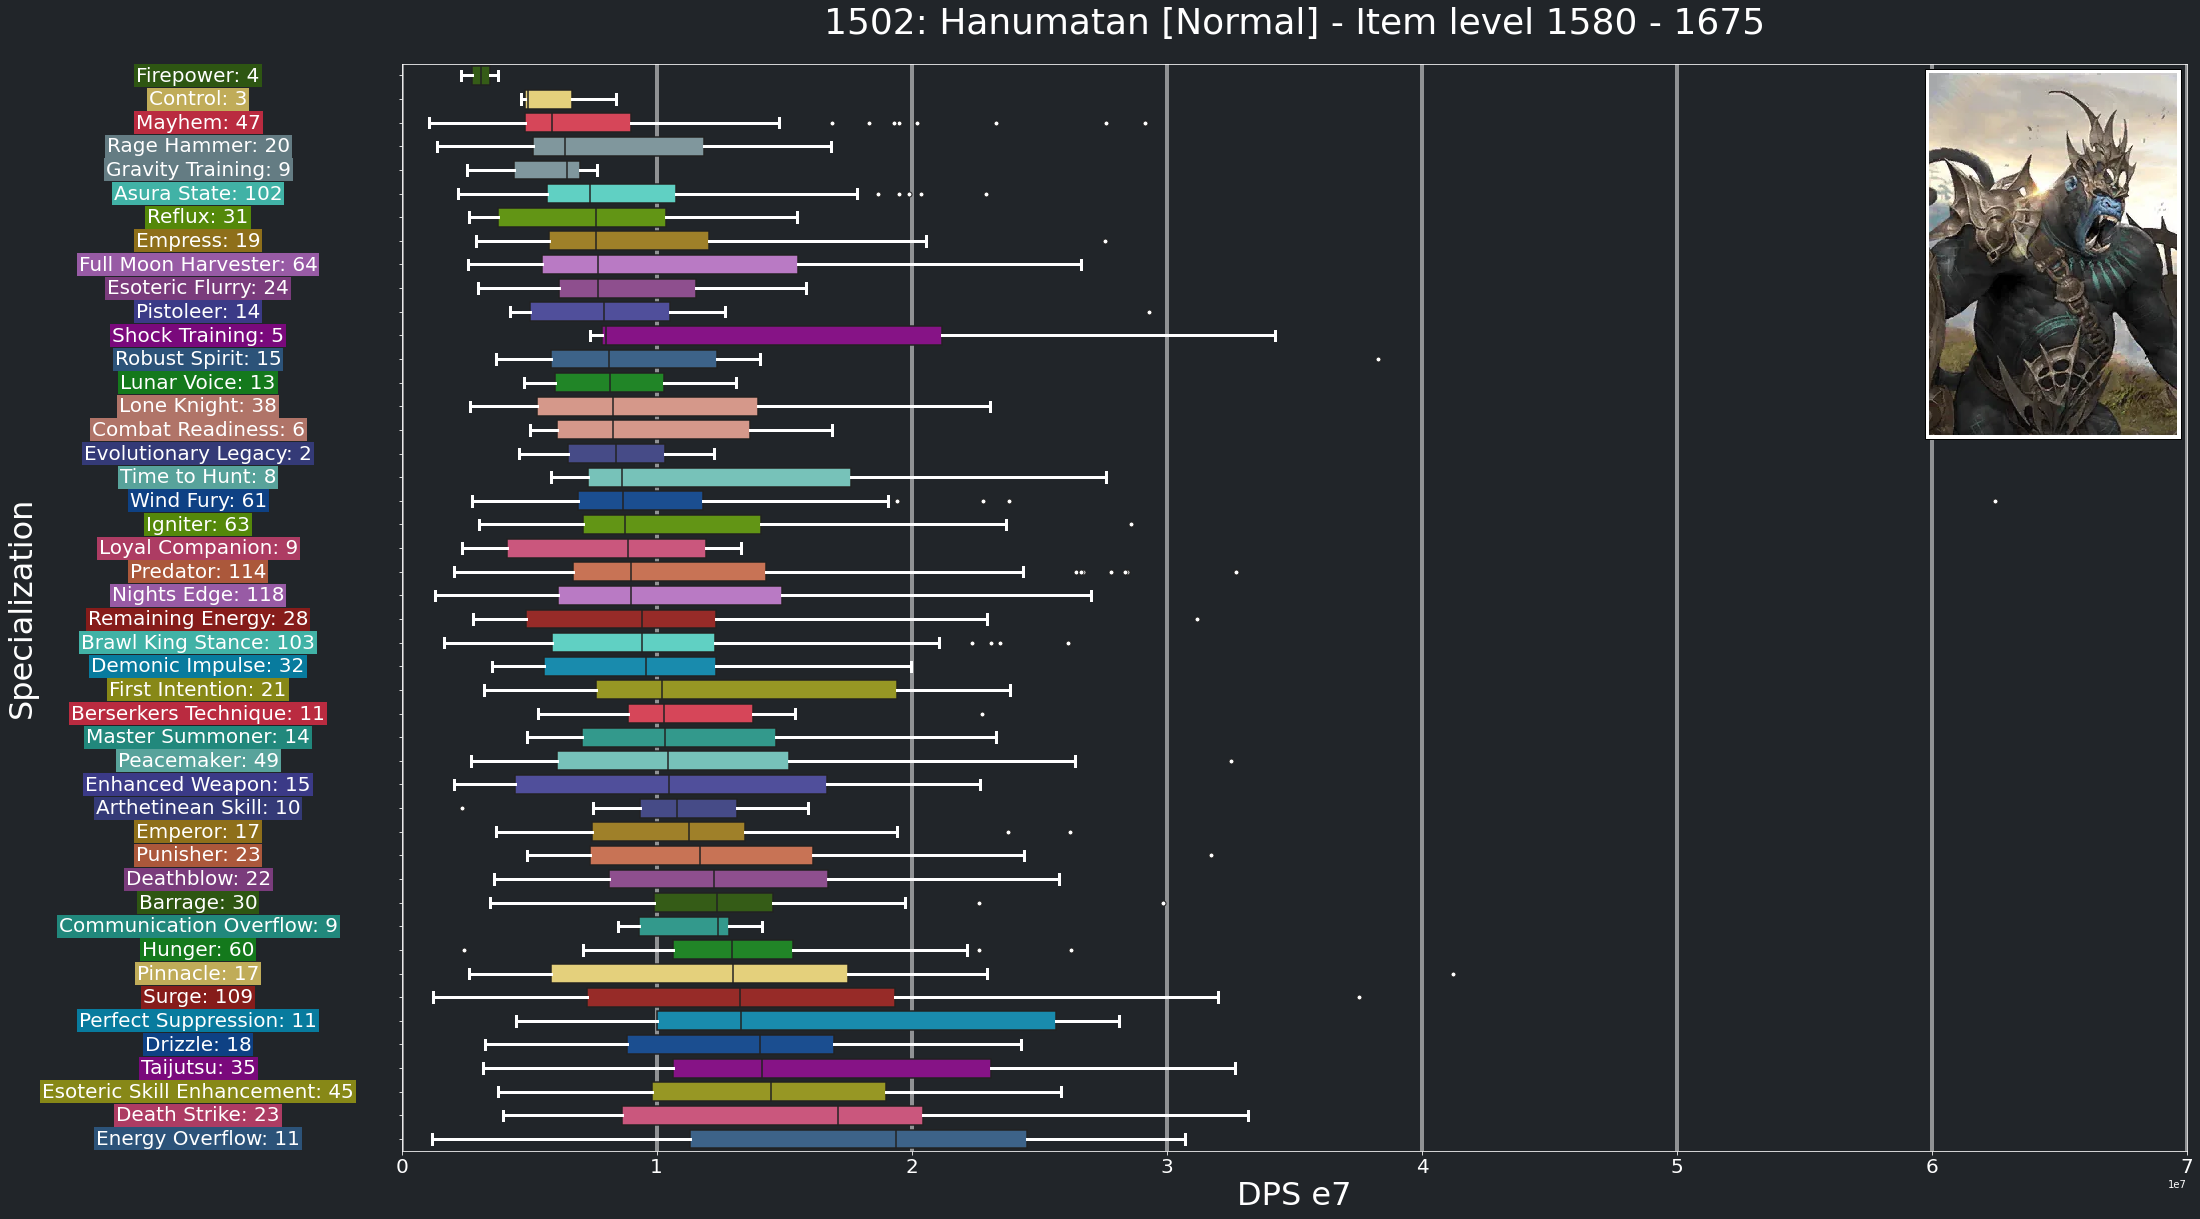 1502: Hanumatan [Normal] - Item level 1580 - 1675
Specialization
Firepower: 4
Control: 3
Mayhem: 47
Rage Hammer: 20
Gravity Training: 9
Asura State: 102
Reflux: 31
Empress: 19
Full Moon Harvester: 64
Esoteric Flurry: 24
Pistoleer: 14
Shock Training: 5
Robust Spirit: 15
Lunar Voice: 13
Lone Knight: 38
Combat Readiness: 6
Evolutionary Legacy: 2
Time to Hunt: 8
Wind Fury: 61
Igniter: 63
Loyal Companion: 9
Predator: 114
Nights Edge: 118
Remaining Energy: 28
Brawl King Stance: 103
Demonic Impulse: 32
First Intention: 21
Berserkers Technique: 11
Master Summoner: 14
Peacemaker: 49
Enhanced Weapon: 15
Arthetinean Skill: 10
Emperor: 17
Punisher: 23
Deathblow: 22
Barrage: 30
Communication Overflow: 9
Hunger: 60
Pinnacle: 17
Surge: 109
Perfect Suppression: 11
Drizzle: 18
Taijutsu: 35
Esoteric Skill Enhancement: 45
Death Strike: 23
Energy Overflow: 11
0 1 2 3 4 5 6 7
1e7
DPS e7